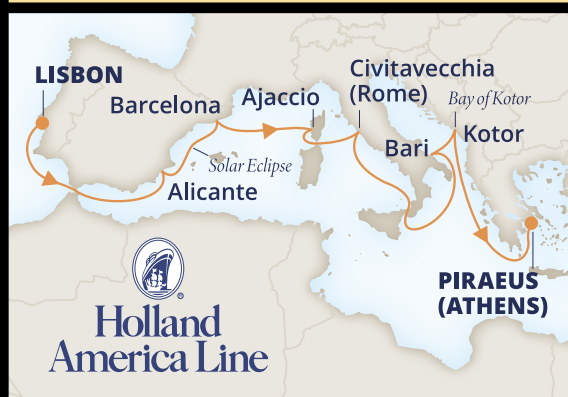 LISBON
Barcelona
Ajaccio
Civitavecchia
(Rome)
Bay of Kotor
Kotor
Bari
Solar Eclipse
Alicante
PIRAEUS
(ATHENS)
Holland
America Line
®